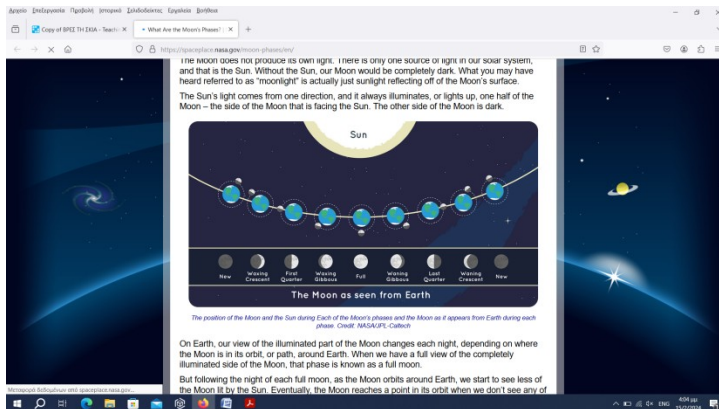 Αρχείο Επεξεργασία Προβολή Ιστορικό Σελιδοδείκτες Εργαλεία Βοήθεια
Copy of ΒΡΕΣ ΤΗ ΣΚΙΑ - Teach
What Are the Moon's Phases? |
https://spaceplace.nasa.gov/moon-phases/en/
The Moon does not produce its own light. There is only one source of light in our solar system,
and that is the Sun. Without the Sun, our Moon would be completely dark. What you may have
heard referred to as “moonlight” is actually just sunlight reflecting off of the Moon's surface.
The Sun's light comes from one direction, and it always illuminates, or lights up, one half of the
Moon – the side of the Moon that is facing the Sun. The other side of the Moon is dark.
Sun
New Waxing Crescent First Quarter Waxing Gibbous Full Waning Gibbous Last Quarter Waning Crescent New
The Moon as seen from Earth
The position of the Moon and the Sun during Each of the Moon's phases and the Moon as it appears from Earth during each
phase. Credit: NASA/JPL-Caltech
On Earth, our view of the illuminated part of the Moon changes each night, depending on where
the Moon is in its orbit, or path, around Earth. When we have a full view of the completely
illuminated side of the Moon, that phase is known as a full moon.
But following the night of each full moon, as the Moon orbits around Earth, we start to see less of
the Moon lit by the Sun. Eventually, the Moon reaches a point in its orbit when we don't see any of
Μεταφορά δεδομένων από spaceplace.nasa.gov...
ENG
4:04 μμ